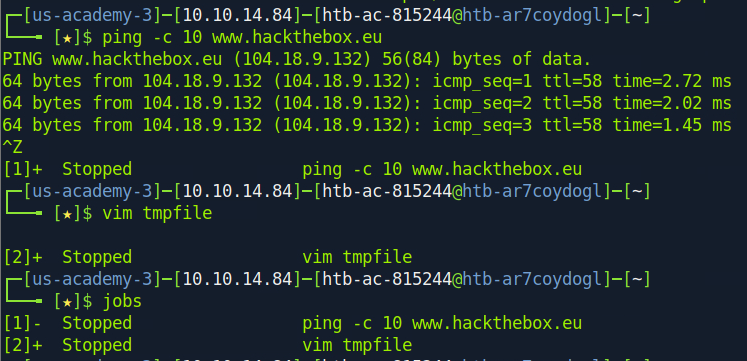 ┌─[us-academy-3]─[10.10.14.84]─[htb-ac-815244@htb-ar7coydogl]─[~]
└──╼ [★]$ ping -c 10 www.hackthebox.eu
PING www.hackthebox.eu (104.18.9.132) 56(84) bytes of data.
64 bytes from 104.18.9.132 (104.18.9.132): icmp_seq=1 ttl=58 time=2.72 ms
64 bytes from 104.18.9.132 (104.18.9.132): icmp_seq=2 ttl=58 time=2.02 ms
64 bytes from 104.18.9.132 (104.18.9.132): icmp_seq=3 ttl=58 time=1.45 ms
^Z
[1]+  Stopped                 ping -c 10 www.hackthebox.eu
┌─[us-academy-3]─[10.10.14.84]─[htb-ac-815244@htb-ar7coydogl]─[~]
└──╼ [★]$ vim tmpfile
[2]+  Stopped                 vim tmpfile
┌─[us-academy-3]─[10.10.14.84]─[htb-ac-815244@htb-ar7coydogl]─[~]
└──╼ [★]$ jobs
[1]-  Stopped                 ping -c 10 www.hackthebox.eu
[2]+  Stopped                 vim tmpfile